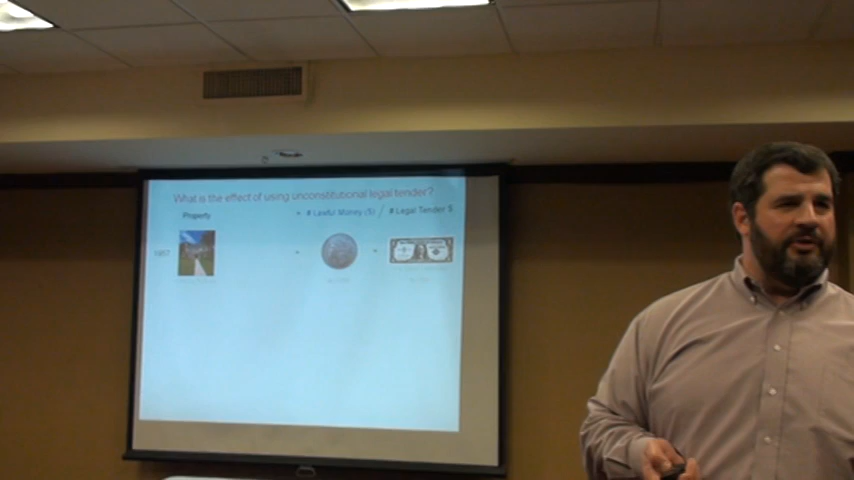 What is the effect of using unconstitutional legal tender?
Property = # Lawful Money ($) / # Legal Tender $
1957 = =